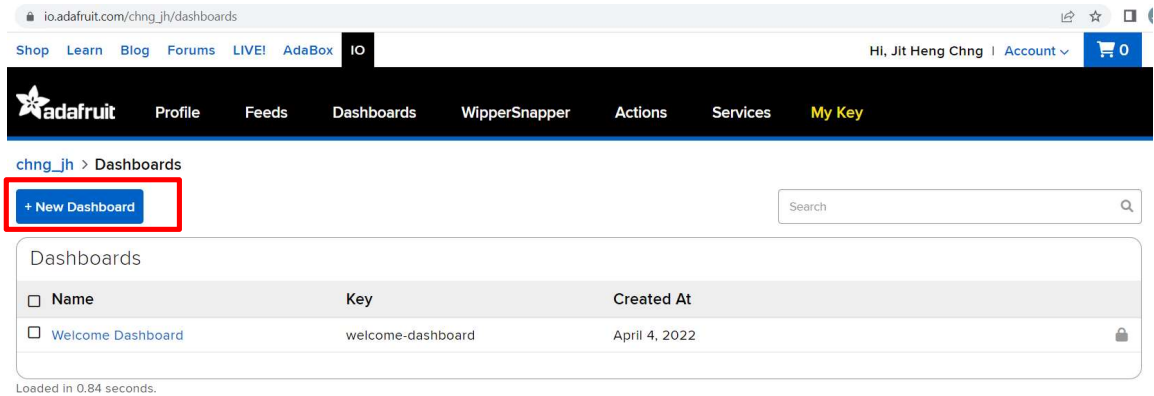 io.adafruit.com/chng_jh/dashboards
Shop Learn Blog Forums LIVE! AdaBox IO Hi, Jit Heng Chng | Account 0
adafruit Profile Feeds Dashboards WipperSnapper Actions Services My Key
chng_jh > Dashboards
+ New Dashboard Search
Dashboards
Name Key Created At
Welcome Dashboard welcome-dashboard April 4, 2022
Loaded in 0.84 seconds.